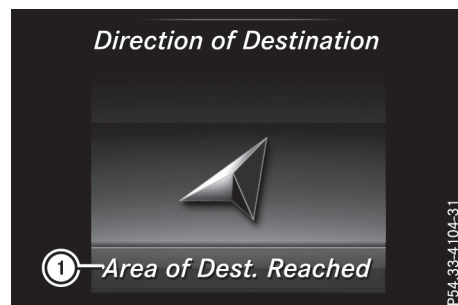 Direction of Destination
1 Area of Dest. Reached
P54.33-4104-31